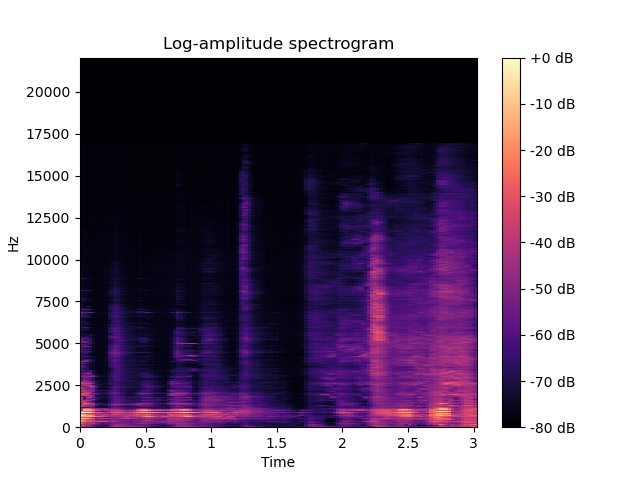 Log-amplitude spectrogram
Hz
20000
17500
15000
12500
10000
7500
5000
2500
0
0 0.5 1 1.5 2 2.5 3
Time
+0 dB
-10 dB
-20 dB
-30 dB
-40 dB
-50 dB
-60 dB
-70 dB
-80 dB